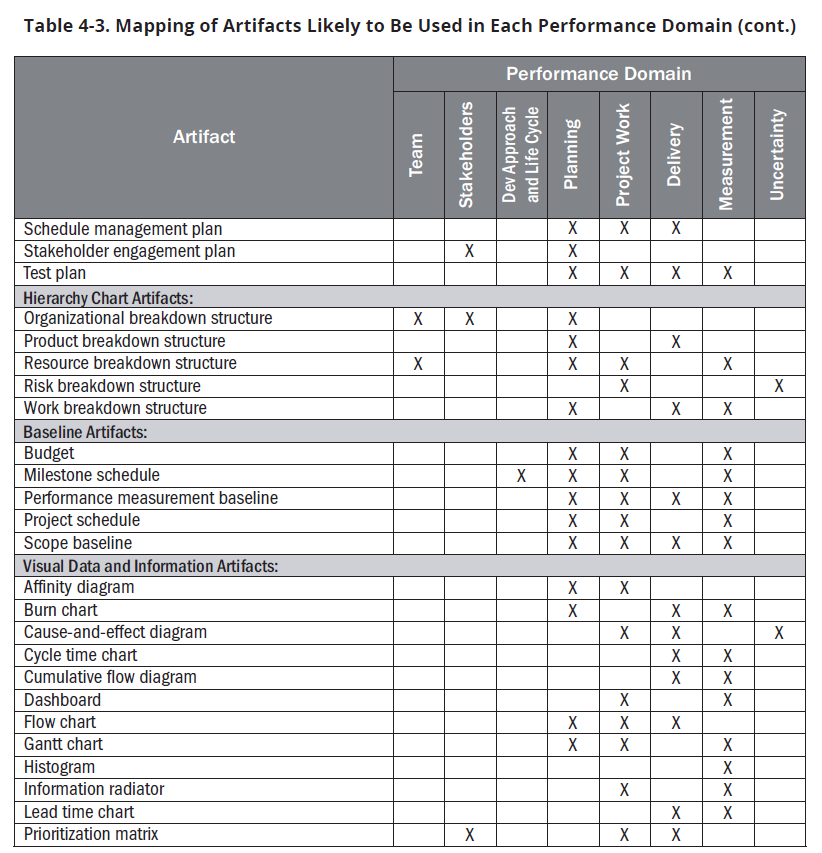 Table 4-3. Mapping of Artifacts Likely to Be Used in Each Performance Domain (cont.)
Performance Domain
Artifact
Team
Stakeholders
Dev Approach
and Life Cycle
Planning
Project Work
Delivery
Measurement
Uncertainty
Schedule management plan X X X
Stakeholder engagement plan X X
Test plan X X X X
Hierarchy Chart Artifacts:
Organizational breakdown structure X X X
Product breakdown structure X X
Resource breakdown structure X X X X
Risk breakdown structure X X
Work breakdown structure X X X
Baseline Artifacts:
Budget X X X
Milestone schedule X X X X
Performance measurement baseline X X X X
Project schedule X X X
Scope baseline X X X X
Visual Data and Information Artifacts:
Affinity diagram X X
Burn chart X X X
Cause-and-effect diagram X X X
Cycle time chart X X
Cumulative flow diagram X X
Dashboard X X
Flow chart X X X
Gantt chart X X X
Histogram X
Information radiator X X
Lead time chart X X
Prioritization matrix X X X